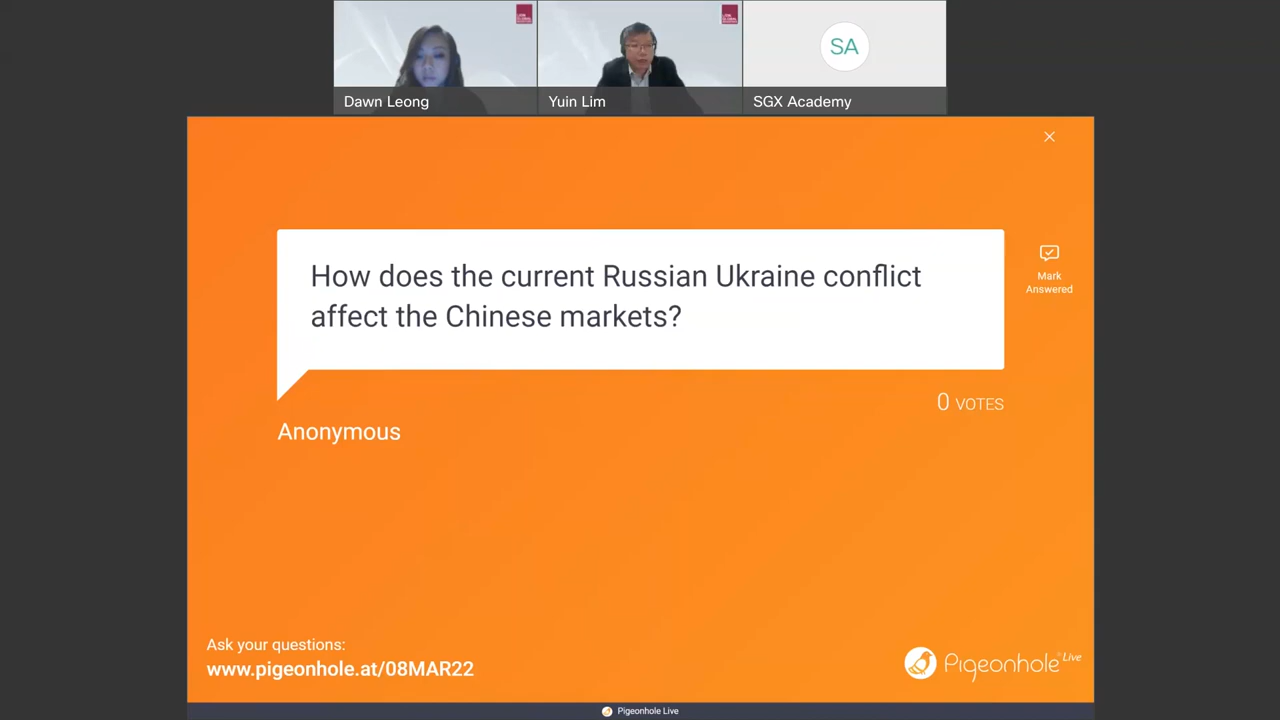 Dawn Leong
Yuin Lim
SA
SGX Academy
How does the current Russian Ukraine conflict
affect the Chinese markets?
Mark
Answered
0 VOTES
Anonymous
Ask your questions:
www.pigeonhole.at/08MAR22
Pigeonhole Live
Pigeonhole Live